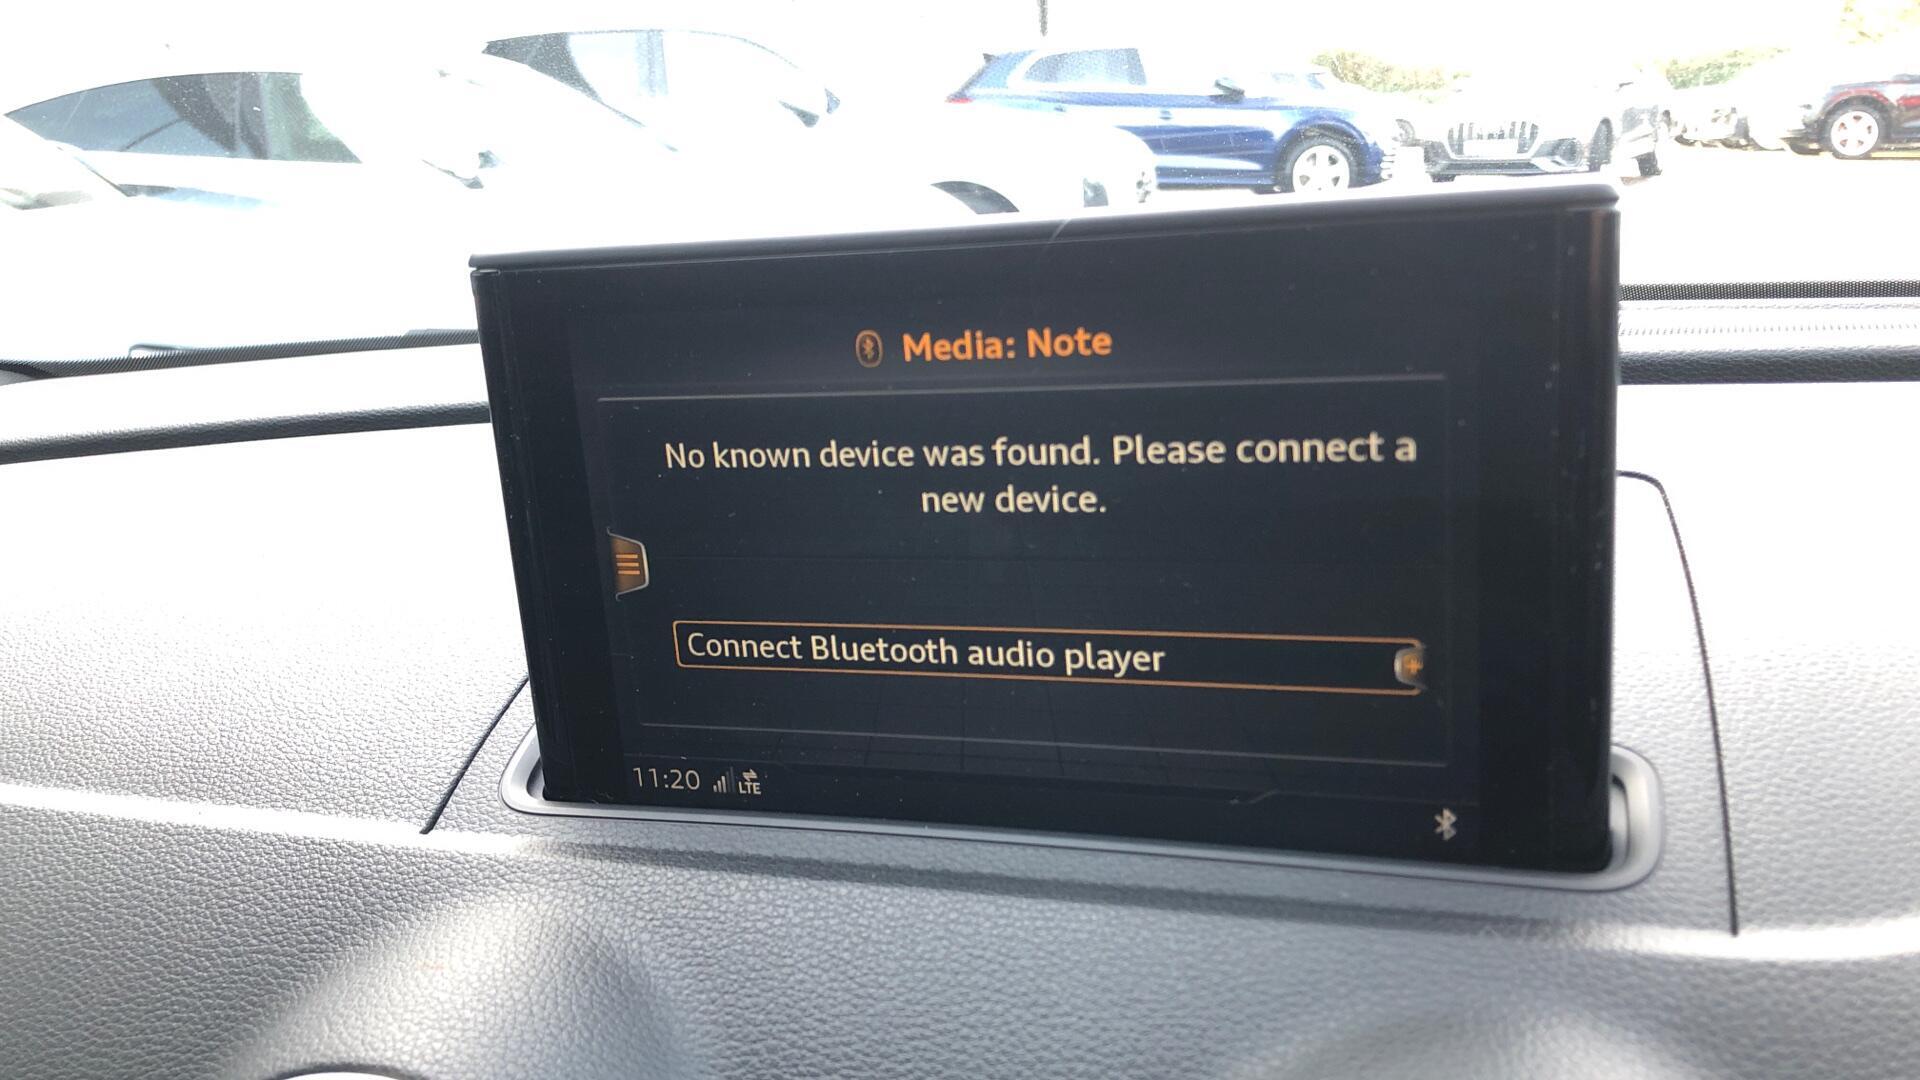 Media: Note
No known device was found. Please connect a
new device.
Connect Bluetooth audio player
11:20 LTE